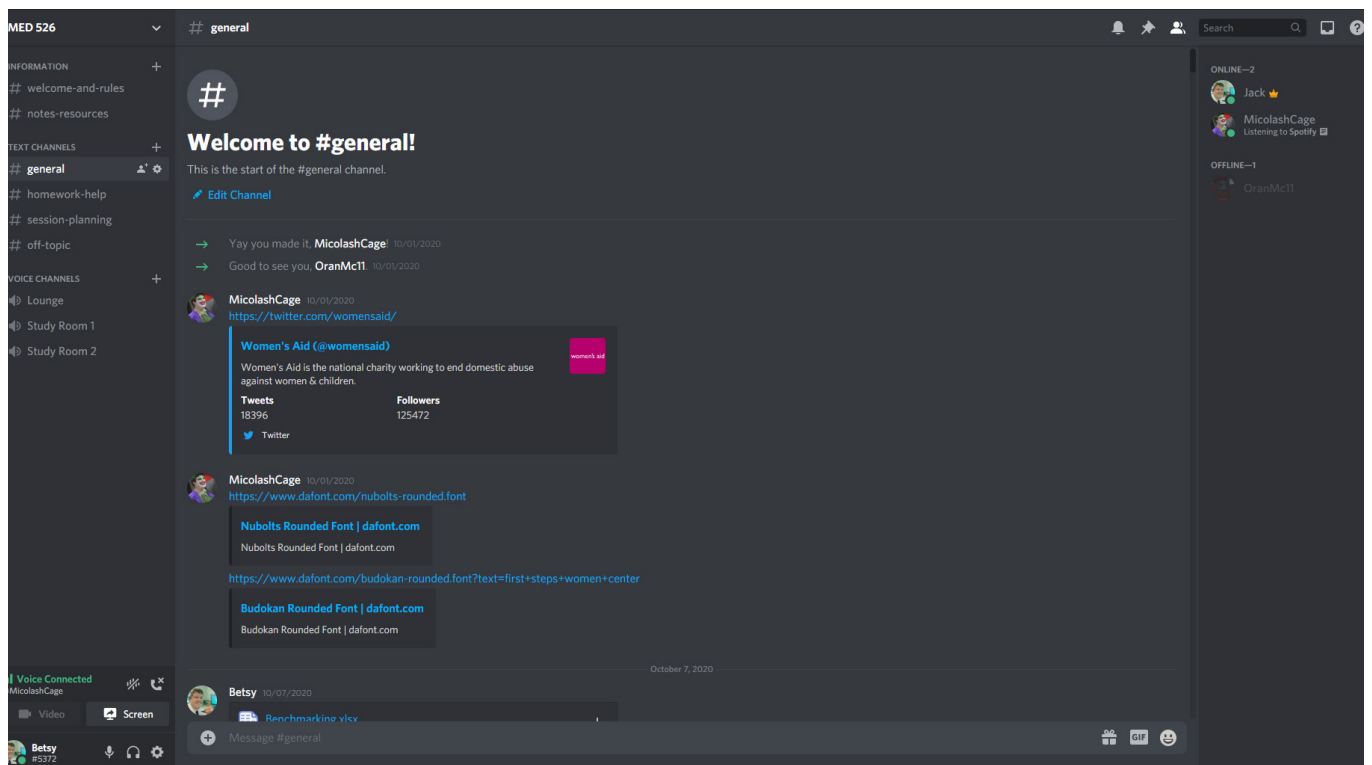 MED 526
INFORMATION
# welcome-and-rules
# notes-resources
TEXT CHANNELS
# general
# homework-help
# session-planning
# off-topic
VOICE CHANNELS
Lounge
Study Room 1
Study Room 2
Voice Connected
MicolashCage
Video
Screen
Betsy
#5372
# general
Search
#
Welcome to #general!
This is the start of the #general channel.
Edit Channel
Yay you made it, MicolashCage! 10/01/2020
Good to see you, OranMc11. 10/01/2020
MicolashCage 10/01/2020
https://twitter.com/womensaid/
Women's Aid (@womensaid)
women's aid
Women's Aid is the national charity working to end domestic abuse
against women & children.
Tweets Followers
18396 125472
Twitter
MicolashCage 10/01/2020
https://www.dafont.com/nubolts-rounded.font
Nubolts Rounded Font | dafont.com
Nubolts Rounded Font | dafont.com
https://www.dafont.com/budokan-rounded.font?text=first+steps+women+center
Budokan Rounded Font | dafont.com
Budokan Rounded Font | dafont.com
October 7, 2020
Betsy 10/07/2020
Benchmarking.xlsx
Message #general
GIF
ONLINE—2
Jack
MicolashCage
Listening to Spotify
OFFLINE—1
OranMc11